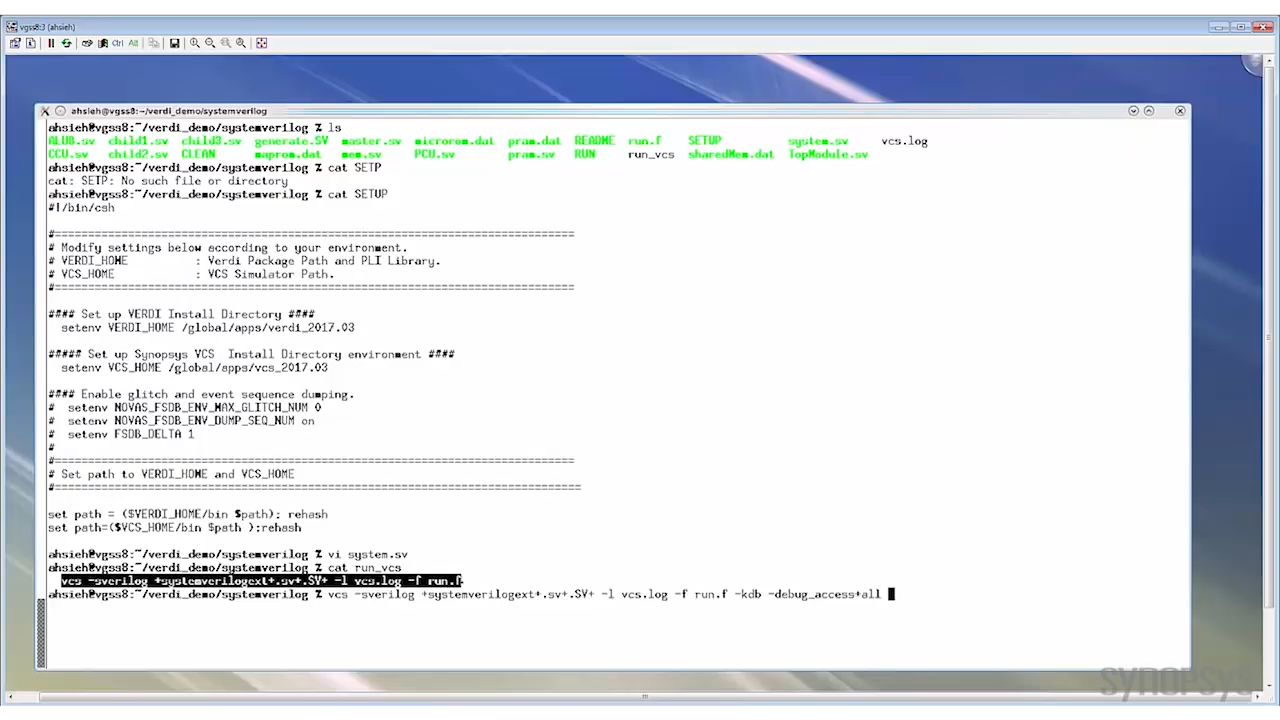 vgss8:3 (ahsieh)
Ctrl Alt
ahsieh@vgss8:~/verdi_demo/systemverilog
ahsieh@vgss8:~/verdi_demo/systemverilog % ls
ALUB.sv child1.sv child3.sv generate.SV master.sv microrom.dat pram.dat README run.f SETUP system.sv vcs.log
CCU.sv child2.sv CLEAN maprom.dat mem.sv PCU.sv pram.sv RUN run_vcs sharedMem.dat TopModule.sv
ahsieh@vgss8:~/verdi_demo/systemverilog % cat SETP
cat: SETP: No such file or directory
ahsieh@vgss8:~/verdi_demo/systemverilog % cat SETUP
#!/bin/csh
#===============================================================================
# Modify settings below according to your environment.
# VERDI_HOME : Verdi Package Path and PLI Library.
# VCS_HOME : VCS Simulator Path.
#===============================================================================
#### Set up VERDI Install Directory ####
setenv VERDI_HOME /global/apps/verdi_2017.03
##### Set up Synopsys VCS Install Directory environment ####
setenv VCS_HOME /global/apps/vcs_2017.03
#### Enable glitch and event sequence dumping.
# setenv NOVAS_FSDB_ENV_MAX_GLITCH_NUM 0
# setenv NOVAS_FSDB_ENV_DUMP_SEQ_NUM on
# setenv FSDB_DELTA 1
#
#===============================================================================
# Set path to VERDI_HOME and VCS_HOME
#================================================================================
set path = ($VERDI_HOME/bin $path); rehash
set path=($VCS_HOME/bin $path );rehash
ahsieh@vgss8:~/verdi_demo/systemverilog % vi system.sv
ahsieh@vgss8:~/verdi_demo/systemverilog % cat run_vcs
vcs -sverilog +systemverilogext+.sv+.SV+ -l vcs.log -f run.f
ahsieh@vgss8:~/verdi_demo/systemverilog % vcs -sverilog +systemverilogext+.sv+.SV+ -l vcs.log -f run.f -kdb -debug_access+all
SYNOPSYS